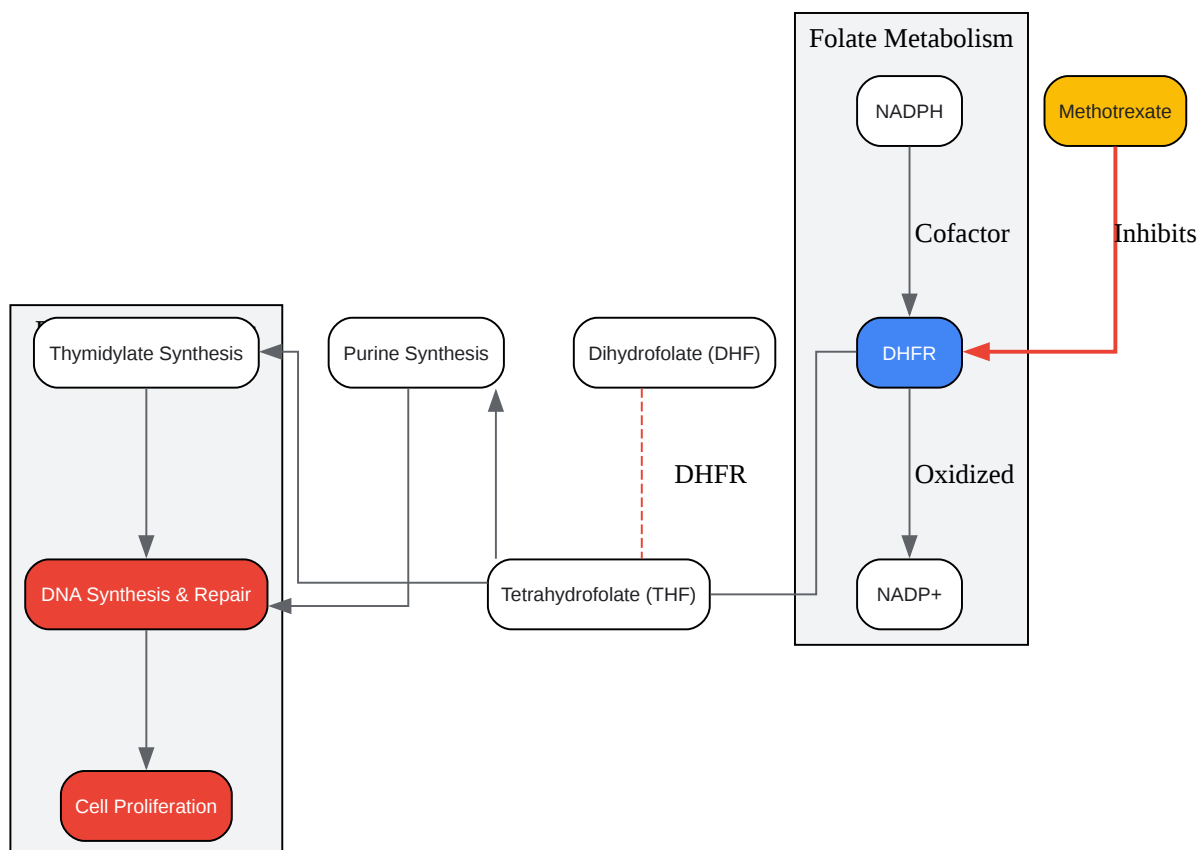 Folate Metabolism
NADPH
Methotrexate
Cofactor
Inhibits
Thymidylate Synthesis
Purine Synthesis
Dihydrofolate (DHF)
DHFR
DHFR
Oxidized
DNA Synthesis & Repair
Tetrahydrofolate (THF)
NADP+
Cell Proliferation